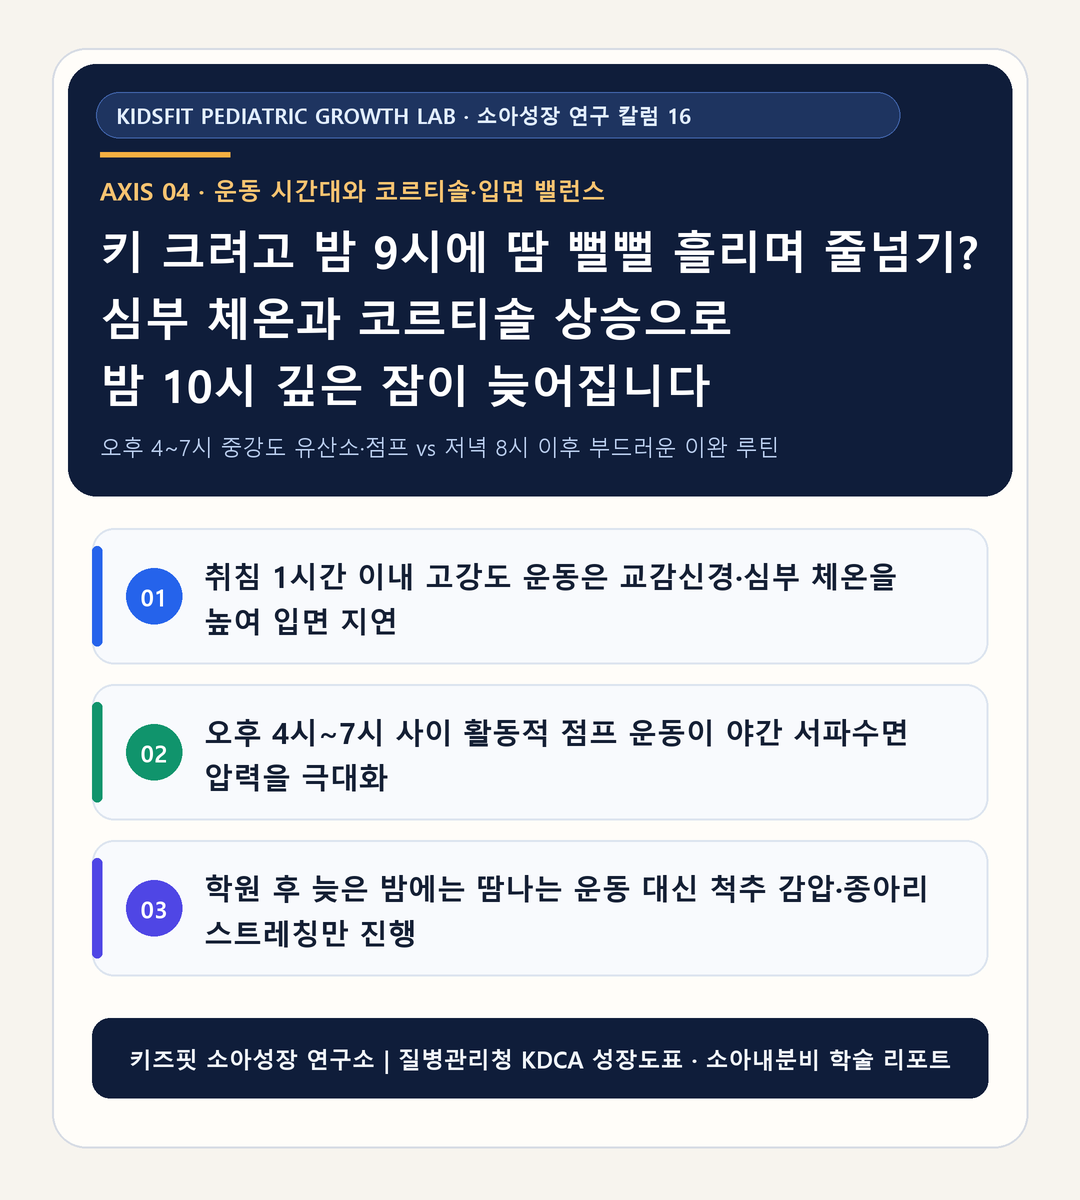 KIDSFIT PEDIATRIC GROWTH LAB · 소아성장 연구 칼럼 16
AXIS 04 · 운동 시간대와 코르티솔·입면 밸런스
키 크려고 밤 9시에 땀 뻘뻘 흘리며 줄넘기?
심부 체온과 코르티솔 상승으로
밤 10시 깊은 잠이 늦어집니다
오후 4~7시 중강도 유산소·점프 vs 저녁 8시 이후 부드러운 이완 루틴
01
취침 1시간 이내 고강도 운동은 교감신경·심부 체온을
높여 입면 지연
02
오후 4시~7시 사이 활동적 점프 운동이 야간 서파수면
압력을 극대화
03
학원 후 늦은 밤에는 땀나는 운동 대신 척추 감압·종아리
스트레칭만 진행
키즈핏 소아성장 연구소 | 질병관리청 KDCA 성장도표 · 소아내분비 학술 리포트